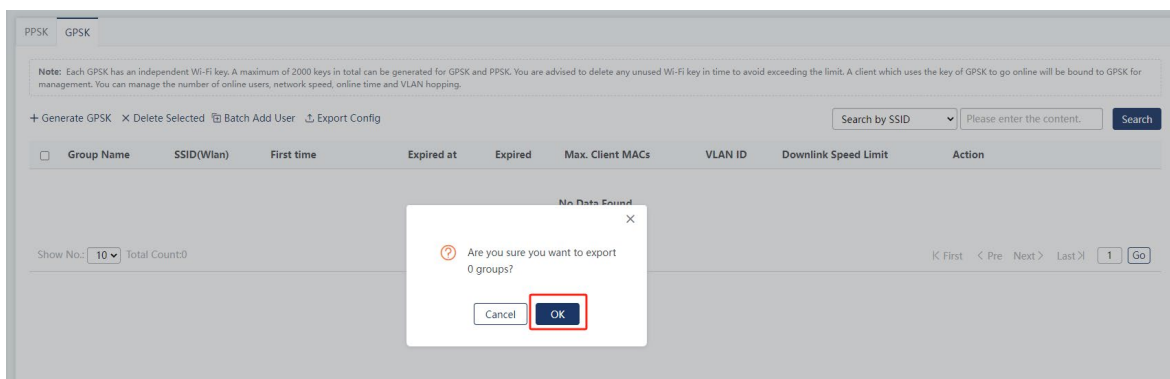 PPSK GPSK
Note: Each GPSK has an independent Wi-Fi key. A maximum of 2000 keys in total can be generated for GPSK and PPSK. You are advised to delete any unused Wi-Fi key in time to avoid exceeding the limit. A client which uses the key of GPSK to go online will be bound to GPSK for
management. You can manage the number of online users, network speed, online time and VLAN hopping.
+ Generate GPSK × Delete Selected Batch Add User Export Config Search by SSID Please enter the content. Search
Group Name SSID(Wlan) First time Expired at Expired Max. Client MACs VLAN ID Downlink Speed Limit Action
No Data Found
Are you sure you want to export
0 groups?
Show No.: 10 Total Count:0 First Pre Next Last 1 Go
Cancel OK